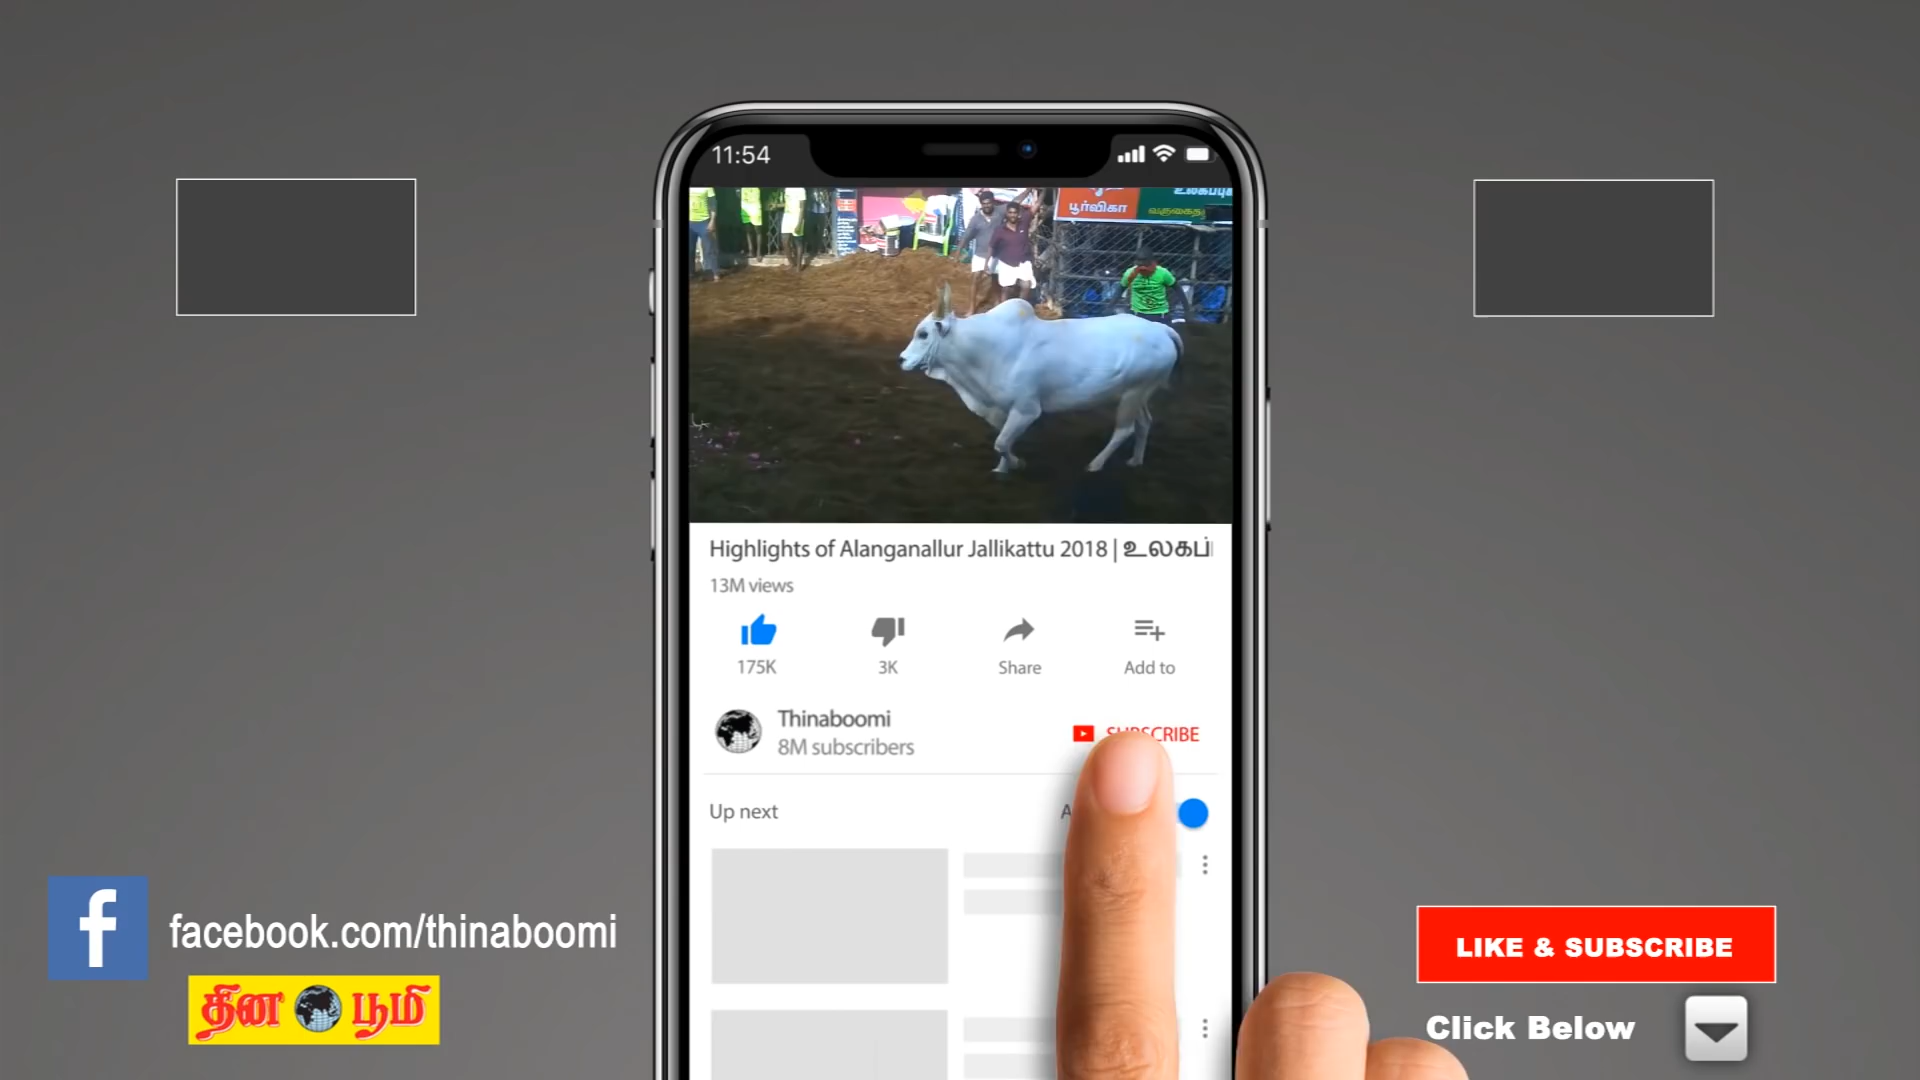 11:54
பூர்விகா
Highlights of Alanganallur Jallikattu 2018 | உலகப்
13M views
175K
3K
Share
Add to
Thinaboomi
8M subscribers
SUBSCRIBE
Up next
facebook.com/thinaboomi
தின பூமி
LIKE & SUBSCRIBE
Click Below